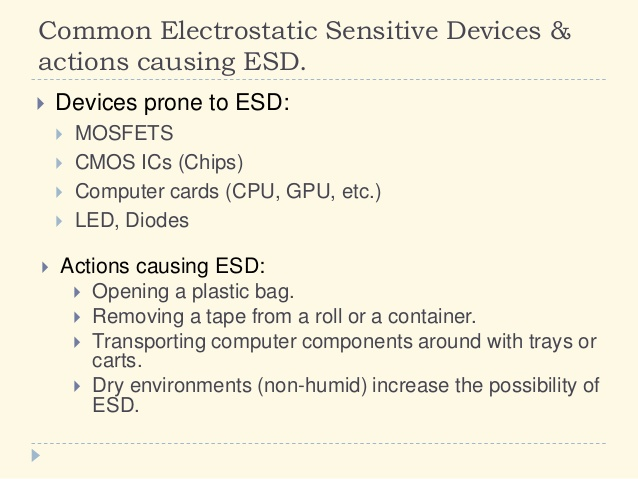 Common Electrostatic Sensitive Devices &
actions causing ESD.
Devices prone to ESD:
MOSFETS
CMOS ICs (Chips)
Computer cards (CPU, GPU, etc.)
LED, Diodes
Actions causing ESD:
Opening a plastic bag.
Removing a tape from a roll or a container.
Transporting computer components around with trays or
carts.
Dry environments (non-humid) increase the possibility of
ESD.